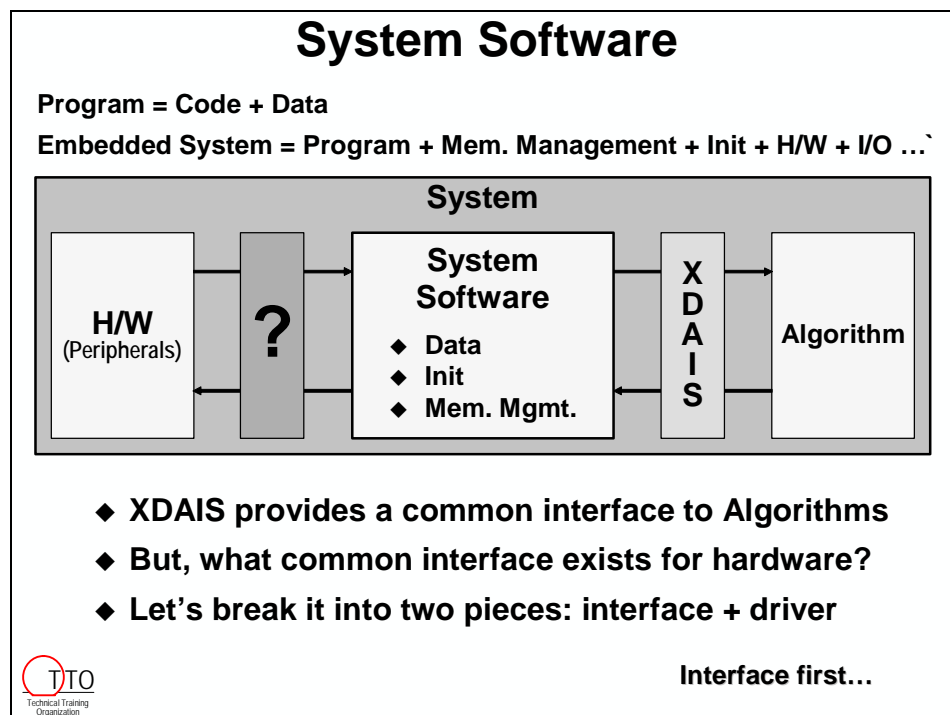 System Software
Program = Code + Data
Embedded System = Program + Mem. Management + Init + H/W + I/O …`
System
H/W
(Peripherals)
?
System
Software
◆ Data
◆ Init
◆ Mem. Mgmt.
X
D
A
I
S
Algorithm
◆ XDAIS provides a common interface to Algorithms
◆ But, what common interface exists for hardware?
◆ Let's break it into two pieces: interface + driver
TTO
Technical Training
Organization
Interface first…